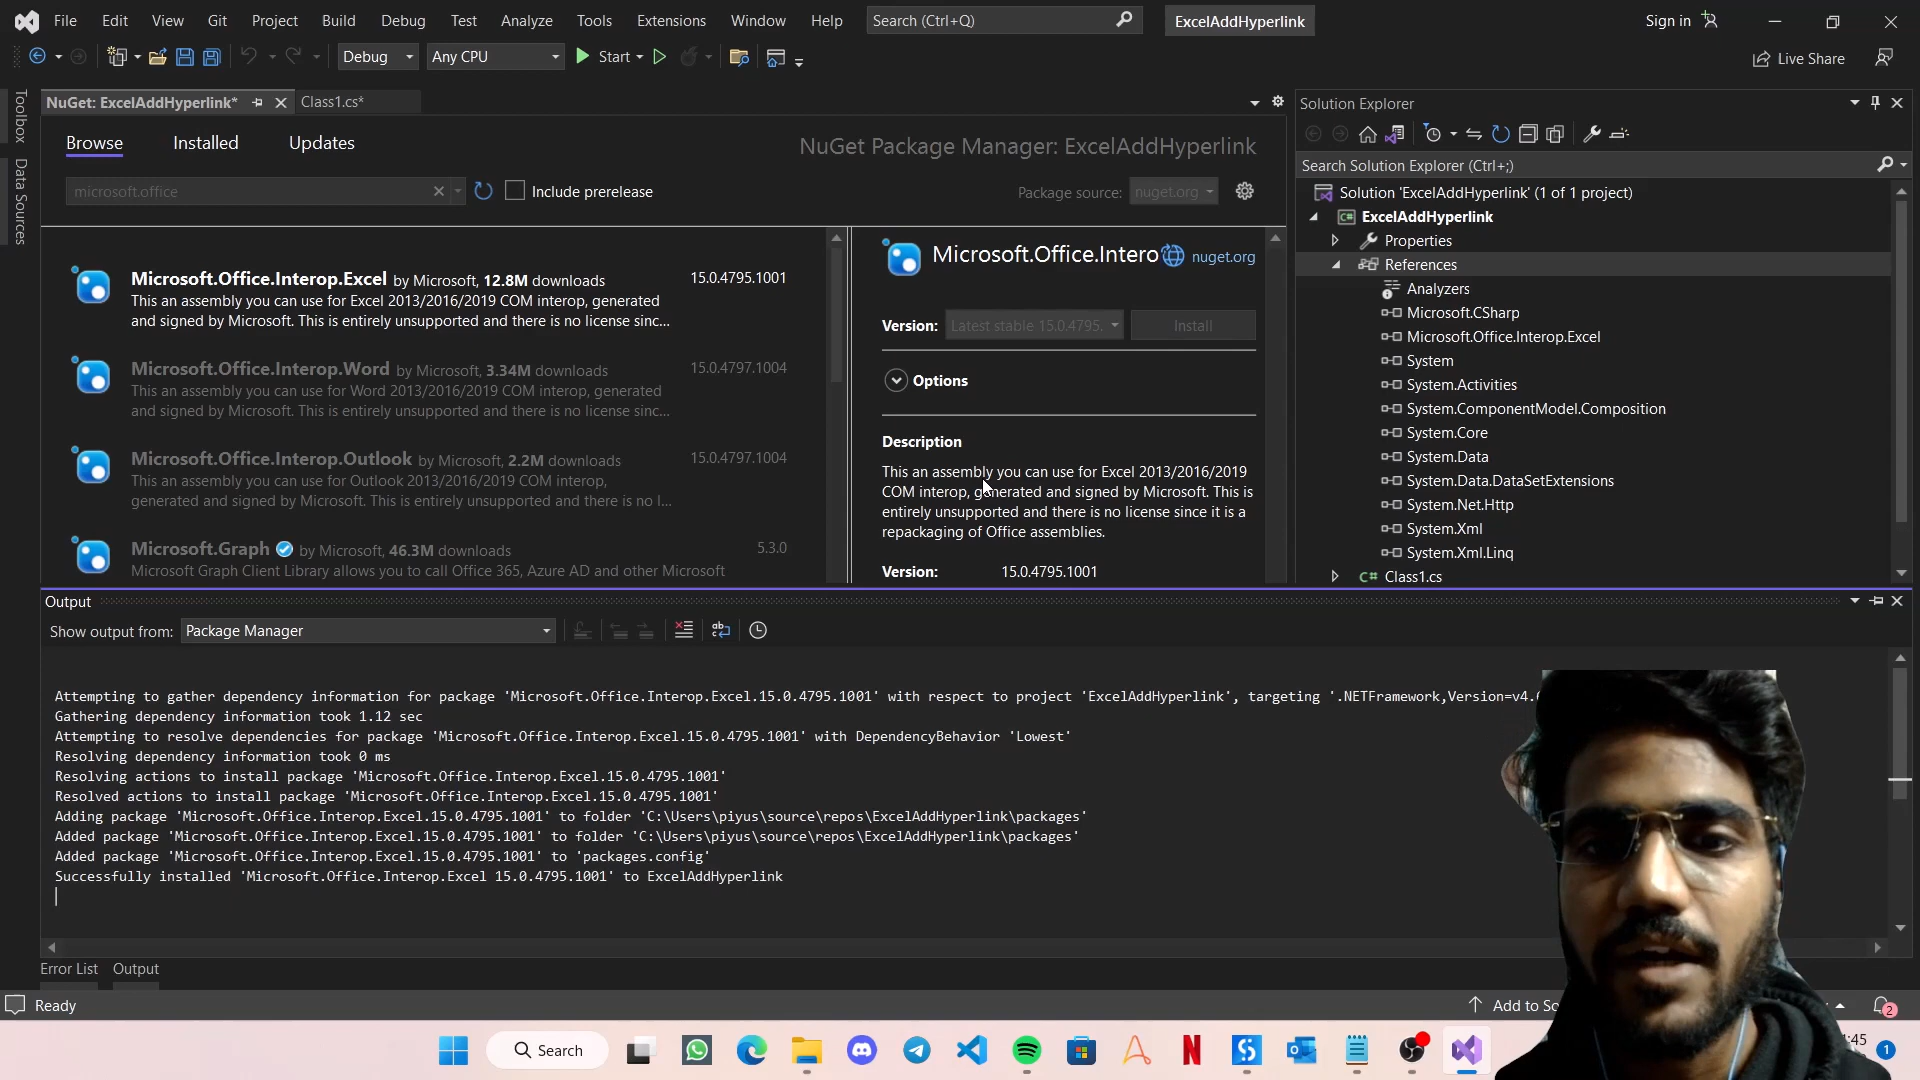 File Edit View Git Project Build Debug Test Analyze Tools Extensions Window Help Search (Ctrl+Q) ExcelAddHyperlink Sign in
Debug Any CPU Start Live Share
Toolbox
Data Sources
NuGet: ExcelAddHyperlink* Class1.cs*
Browse Installed Updates NuGet Package Manager: ExcelAddHyperlink
microsoft.office Include prerelease Package source: nuget.org
Microsoft.Office.Interop.Excel by Microsoft, 12.8M downloads 15.0.4795.1001
This an assembly you can use for Excel 2013/2016/2019 COM interop, generated
and signed by Microsoft. This is entirely unsupported and there is no license sinc...
Microsoft.Office.Interop.Word by Microsoft, 3.34M downloads 15.0.4797.1004
This an assembly you can use for Word 2013/2016/2019 COM interop, generated
and signed by Microsoft. This is entirely unsupported and there is no license sinc...
Microsoft.Office.Interop.Outlook by Microsoft, 2.2M downloads 15.0.4797.1004
This an assembly you can use for Outlook 2013/2016/2019 COM interop,
generated and signed by Microsoft. This is entirely unsupported and there is no l...
Microsoft.Graph by Microsoft, 46.3M downloads 5.3.0
Microsoft Graph Client Library allows you to call Office 365, Azure AD and other Microsoft
Microsoft.Office.Intero nuget.org
Version: Latest stable 15.0.4795. Install
Options
Description
This an assembly you can use for Excel 2013/2016/2019
COM interop, generated and signed by Microsoft. This is
entirely unsupported and there is no license since it is a
repackaging of Office assemblies.
Version: 15.0.4795.1001
Solution Explorer
Search Solution Explorer (Ctrl+;)
Solution 'ExcelAddHyperlink' (1 of 1 project)
ExcelAddHyperlink
Properties
References
Analyzers
Microsoft.CSharp
Microsoft.Office.Interop.Excel
System
System.Activities
System.ComponentModel.Composition
System.Core
System.Data
System.Data.DataSetExtensions
System.Net.Http
System.Xml
System.Xml.Linq
C# Class1.cs
Output
Show output from: Package Manager
Attempting to gather dependency information for package 'Microsoft.Office.Interop.Excel.15.0.4795.1001' with respect to project 'ExcelAddHyperlink', targeting '.NETFramework,Version=v4.
Gathering dependency information took 1.12 sec
Attempting to resolve dependencies for package 'Microsoft.Office.Interop.Excel.15.0.4795.1001' with DependencyBehavior 'Lowest'
Resolving dependency information took 0 ms
Resolving actions to install package 'Microsoft.Office.Interop.Excel.15.0.4795.1001'
Resolved actions to install package 'Microsoft.Office.Interop.Excel.15.0.4795.1001'
Adding package 'Microsoft.Office.Interop.Excel.15.0.4795.1001' to folder 'C:\Users\piyus\source\repos\ExcelAddHyperlink\packages'
Added package 'Microsoft.Office.Interop.Excel.15.0.4795.1001' to folder 'C:\Users\piyus\source\repos\ExcelAddHyperlink\packages'
Added package 'Microsoft.Office.Interop.Excel.15.0.4795.1001' to 'packages.config'
Successfully installed 'Microsoft.Office.Interop.Excel 15.0.4795.1001' to ExcelAddHyperlink
Error List Output
Ready Add to So 2
Search :45 1